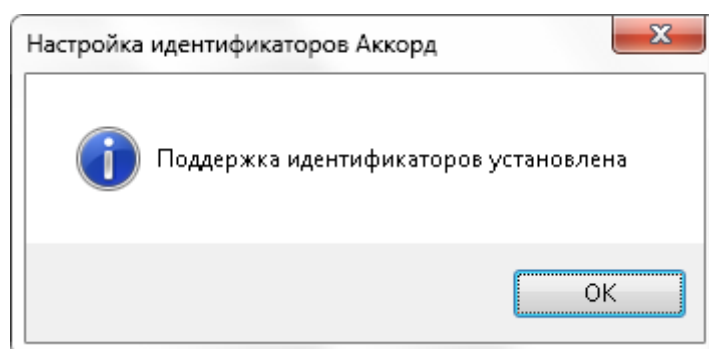 Настройка идентификаторов Аккорд
Поддержка идентификаторов установлена
OK